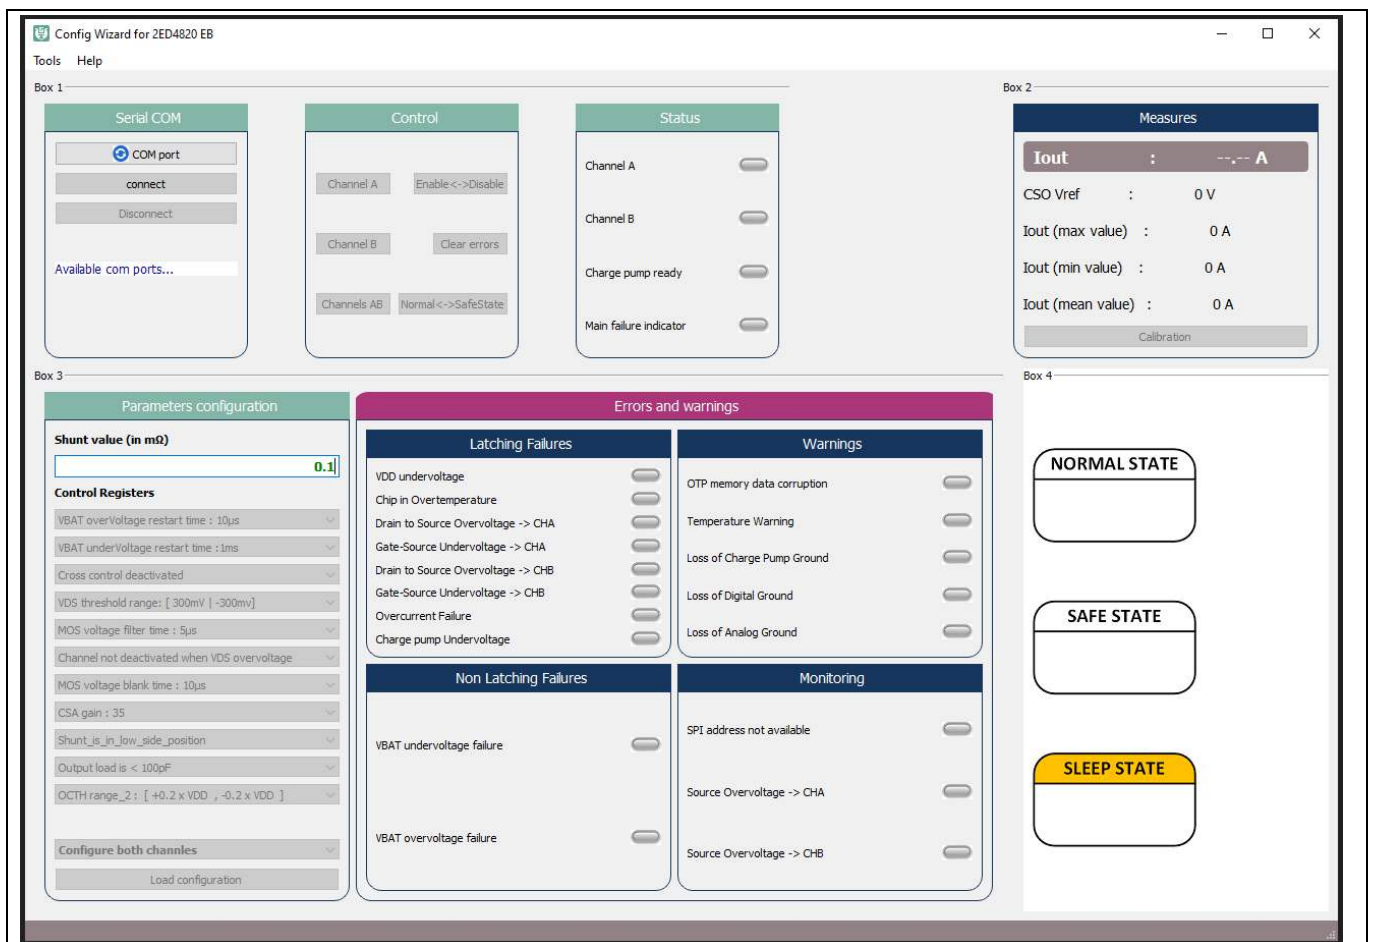 Config Wizard for 2ED4820 EB
Tools Help
Box 1
Serial COM
COM port
connect
Disconnect
Available com ports...
Control
Channel A Enable<->Disable
Channel B Clear errors
Channels AB Normal<->SafeState
Status
Channel A
Channel B
Charge pump ready
Main failure indicator
Box 2
Measures
Iout : --.-- A
CSO Vref : 0 V
Iout (max value) : 0 A
Iout (min value) : 0 A
Iout (mean value) : 0 A
Calibration
Box 3
Parameters configuration
Shunt value (in mΩ)
0.1
Control Registers
VBAT overVoltage restart time : 10µs
VBAT underVoltage restart time :1ms
Cross control deactivated
VDS threshold range: [ 300mV | -300mv]
MOS voltage filter time : 5µs
Channel not deactivated when VDS overvoltage
MOS voltage blank time : 10µs
CSA gain : 35
Shunt_is_in_low_side_position
Output load is < 100pF
OCTH range_2 : [ +0.2 x VDD , -0.2 x VDD ]
Configure both channles
Load configuration
Errors and warnings
Latching Failures
VDD undervoltage
Chip in Overtemperature
Drain to Source Overvoltage -> CHA
Gate-Source Undervoltage -> CHA
Drain to Source Overvoltage -> CHB
Gate-Source Undervoltage -> CHB
Overcurrent Failure
Charge pump Undervoltage
Warnings
OTP memory data corruption
Temperature Warning
Loss of Charge Pump Ground
Loss of Digital Ground
Loss of Analog Ground
Non Latching Failures
VBAT undervoltage failure
VBAT overvoltage failure
Monitoring
SPI address not available
Source Overvoltage -> CHA
Source Overvoltage -> CHB
Box 4
NORMAL STATE
SAFE STATE
SLEEP STATE